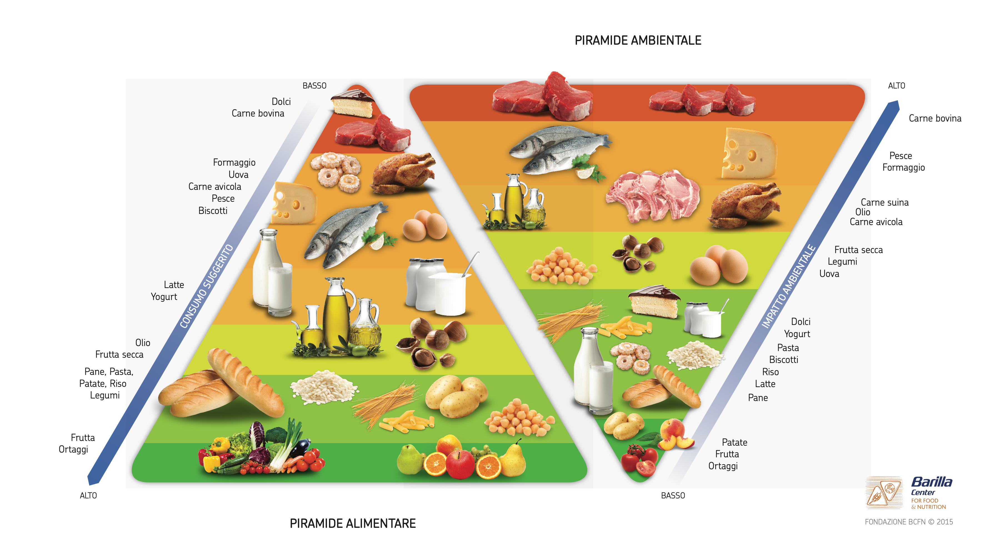 PIRAMIDE AMBIENTALE
BASSO
Dolci
Carne bovina
Formaggio
Uova
Carne avicola
Pesce
Biscotti
CONSUMO SUGGERITO
Latte
Yogurt
Olio
Frutta secca
Pane, Pasta,
Patate, Riso
Legumi
Frutta
Ortaggi
ALTO
PIRAMIDE ALIMENTARE
ALTO
Carne bovina
Pesce
Formaggio
Carne suina
Olio
Carne avicola
Frutta secca
Legumi
Uova
IMPATTO AMBIENTALE
Dolci
Yogurt
Pasta
Biscotti
Riso
Latte
Pane
Patate
Frutta
Ortaggi
BASSO
Barilla
Center
FOR FOOD
& NUTRITION
FONDAZIONE BCFN © 2015